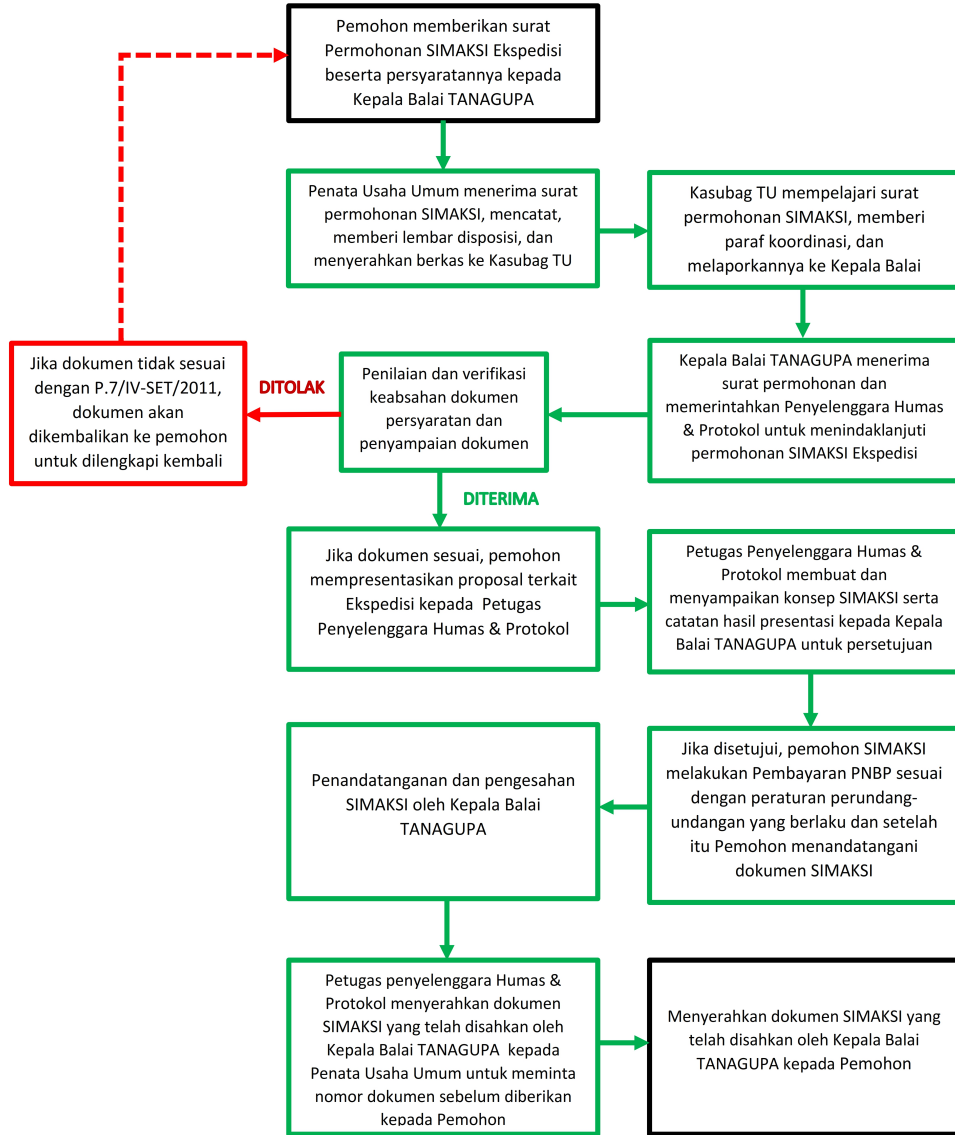 Pemohon memberikan surat
Permohonan SIMAKSI Ekspedisi
beserta persyaratannya kepada
Kepala Balai TANAGUPA
Penata Usaha Umum menerima surat
permohonan SIMAKSI, mencatat,
memberi lembar disposisi, dan
menyerahkan berkas ke Kasubag TU
Kasubag TU mempelajari surat
permohonan SIMAKSI, memberi
paraf koordinasi, dan
melaporkannya ke Kepala Balai
Kepala Balai TANAGUPA menerima
surat permohonan dan
memerintahkan Penyelenggara Humas
& Protokol untuk menindaklanjuti
permohonan SIMAKSI Ekspedisi
Penilaian dan verifikasi
keabsahan dokumen
persyaratan dan
penyampaian dokumen
DITOLAK
Jika dokumen tidak sesuai
dengan P.7/IV-SET/2011,
dokumen akan
dikembalikan ke pemohon
untuk dilengkapi kembali
DITERIMA
Jika dokumen sesuai, pemohon
mempresentasikan proposal terkait
Ekspedisi kepada Petugas
Penyelenggara Humas & Protokol
Petugas Penyelenggara Humas &
Protokol membuat dan
menyampaikan konsep SIMAKSI serta
catatan hasil presentasi kepada Kepala
Balai TANAGUPA untuk persetujuan
Jika disetujui, pemohon SIMAKSI
melakukan Pembayaran PNBP sesuai
dengan peraturan perundang-
undangan yang berlaku dan setelah
itu Pemohon menandatangani
dokumen SIMAKSI
Penandatanganan dan pengesahan
SIMAKSI oleh Kepala Balai
TANAGUPA
Petugas penyelenggara Humas &
Protokol menyerahkan dokumen
SIMAKSI yang telah disahkan oleh
Kepala Balai TANAGUPA kepada
Penata Usaha Umum untuk meminta
nomor dokumen sebelum diberikan
kepada Pemohon
Menyerahkan dokumen SIMAKSI yang
telah disahkan oleh Kepala Balai
TANAGUPA kepada Pemohon